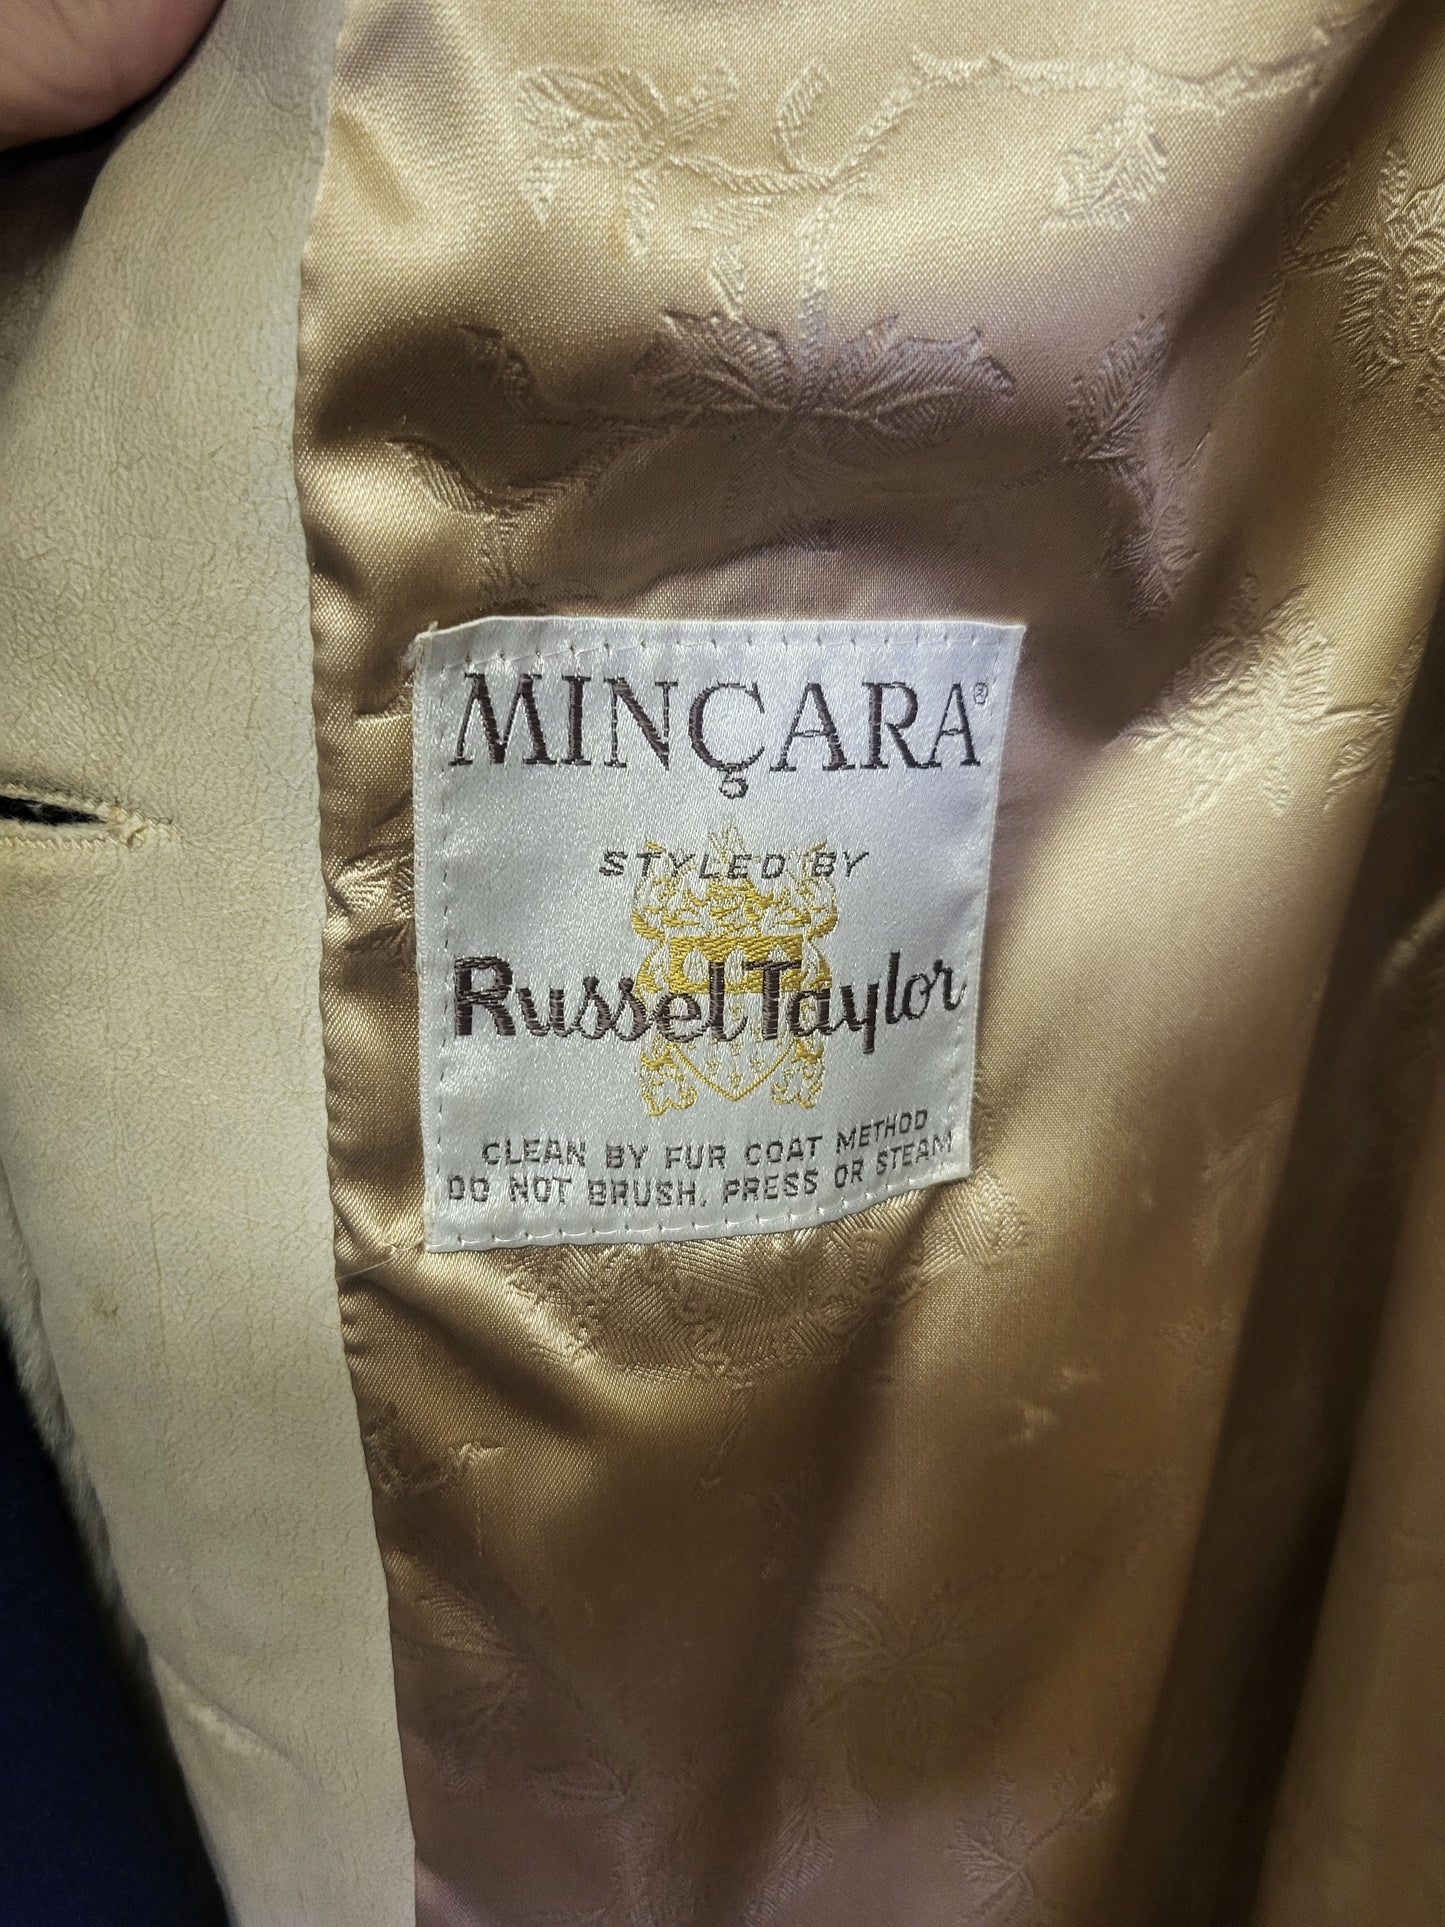 MINÇARA®
STYLED BY
Russel Taylor
CLEAN BY FUR COAT METHOD
DO NOT BRUSH, PRESS OR STEAM